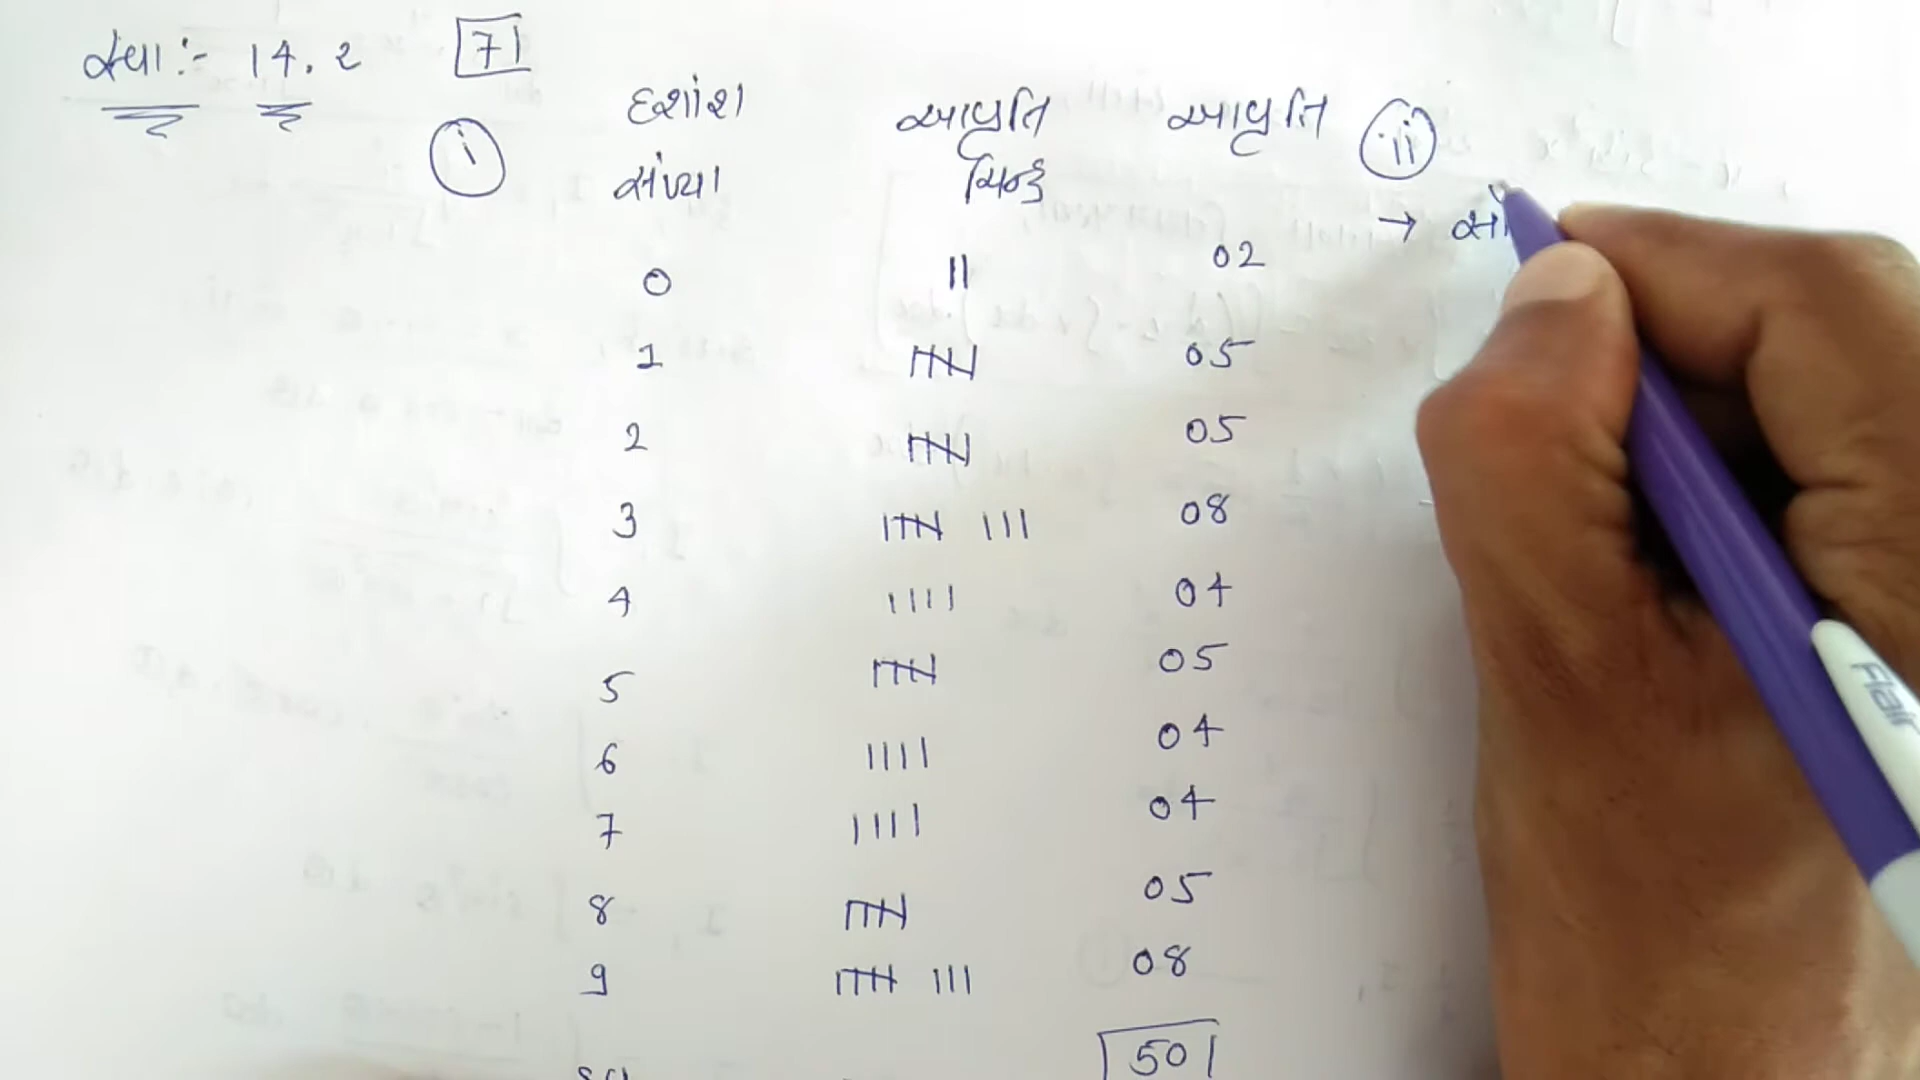 સ્વા :- 14.2 [7]
i દશાંશ આવૃતિ આવૃતિ ii
સંખ્યા ચિન્હ → સૌ
0 || 02
1 𝍸 05
2 𝍸 05
3 𝍸 ||| 08
4 |||| 04
5 𝍸 05
6 |||| 04
7 |||| 04
8 𝍸 05
9 𝍸 ||| 08
50
Flair